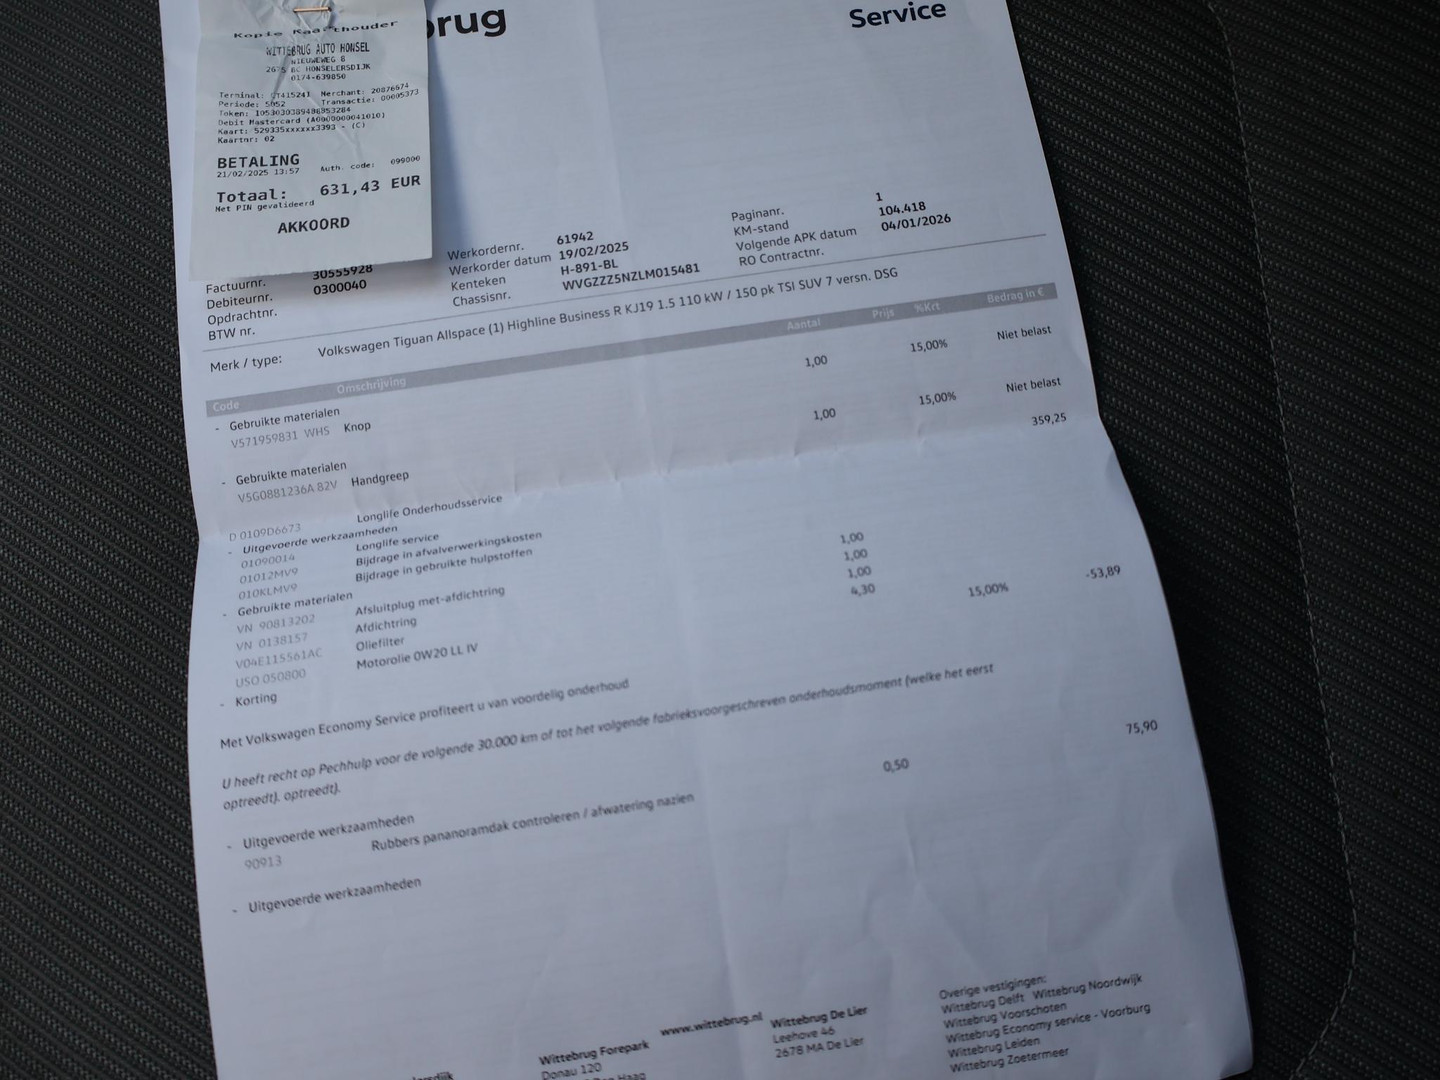 Kopie Kaarthouder
WITTEBRUG AUTO HONSEL
NIEUWEWEG 8
2675 BC HONSELERSDIJK
0174-639850
Terminal: CT415241 Merchant: 20876874
Periode: 5052 Transactie: 00005373
Token: 1053030389486953284
Debit Mastercard (A0000000041010)
Kaart: 529335xxxxxx3393 - (C)
Kaartnr: 02
BETALING
21/02/2025 13:57 Auth. code: 099000
Totaal: 631,43 EUR
Met PIN gevalideerd
AKKOORD
brug
Service
Factuurnr. 30555928
Debiteurnr. 0300040
Opdrachtnr.
BTW nr.
Werkordernr. 61942
Werkorder datum 19/02/2025
Kenteken H-891-BL
Chassisnr. WVGZZZ5NZLM015481
Paginanr. 1
KM-stand 104.418
Volgende APK datum 04/01/2026
RO Contractnr.
Merk / type: Volkswagen Tiguan Allspace (1) Highline Business R KJ19 1.5 110 kW / 150 pk TSI SUV 7 versn. DSG
Code Omschrijving Aantal Prijs %Krt Bedrag in €
- Gebruikte materialen
V571959831 WHS Knop 1,00 15,00% Niet belast
- Gebruikte materialen
V5G0881236A 82V Handgreep 1,00 15,00% Niet belast
D 0109D6673 Longlife Onderhoudsservice 359,25
- Uitgevoerde werkzaamheden
01090014 Longlife service
01012MV9 Bijdrage in afvalverwerkingskosten
010KLMV9 Bijdrage in gebruikte hulpstoffen
- Gebruikte materialen
VN 90813202 Afsluitplug met-afdichtring 1,00
VN 0138157 Afdichtring 1,00
V04E115561AC Oliefilter 1,00
USO 050800 Motorolie 0W20 LL IV 4,30
- Korting 15,00% -53,89
Met Volkswagen Economy Service profiteert u van voordelig onderhoud
U heeft recht op Pechhulp voor de volgende 30.000 km of tot het volgende fabrieksvoorgeschreven onderhoudsmoment (welke het eerst
optreedt). optreedt).
- Uitgevoerde werkzaamheden
90913 Rubbers pananoramdak controleren / afwatering nazien 0,50 75,90
- Uitgevoerde werkzaamheden
www.wittebrug.nl
Wittebrug Forepark
Donau 120
Wittebrug De Lier
Leehove 46
2678 MA De Lier
Overige vestigingen:
Wittebrug Delft Wittebrug Noordwijk
Wittebrug Voorschoten
Wittebrug Economy service - Voorburg
Wittebrug Leiden
Wittebrug Zoetermeer